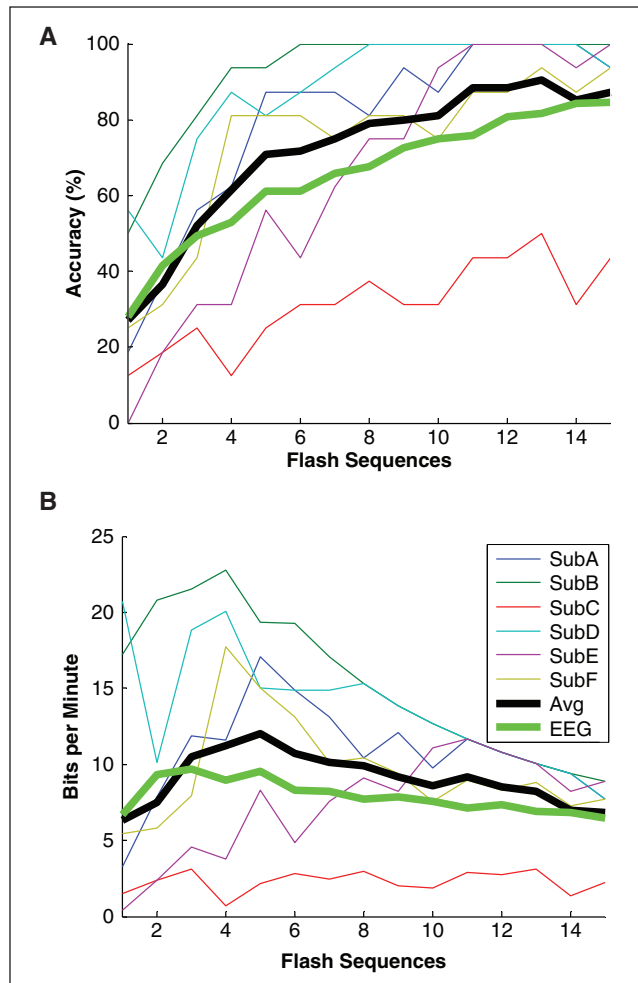 A
100
80
60
40
20
0
Accuracy (%)
2 4 6 8 10 12 14
Flash Sequences
B
25
20
15
10
5
0
Bits per Minute
SubA
SubB
SubC
SubD
SubE
SubF
Avg
EEG
2 4 6 8 10 12 14
Flash Sequences